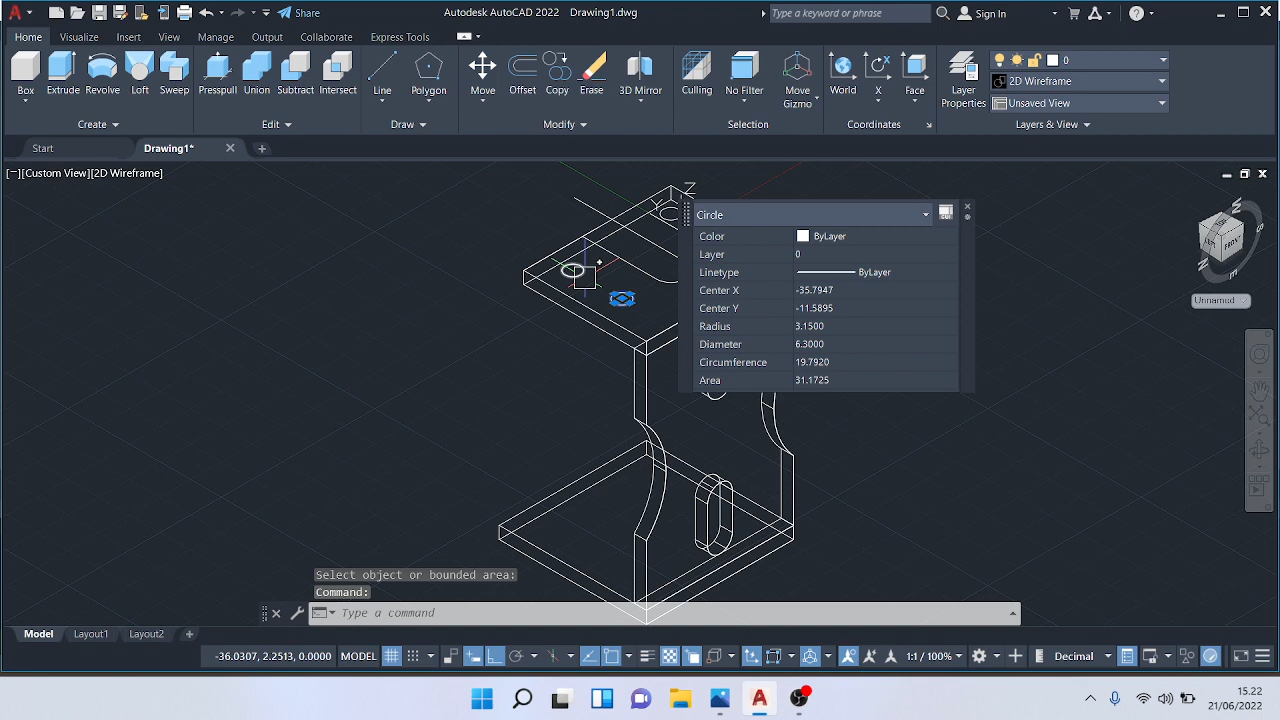 Share
Autodesk AutoCAD 2022 Drawing1.dwg
Type a keyword or phrase
Sign In
Home Visualize Insert View Manage Output Collaborate Express Tools
Box Extrude Revolve Loft Sweep Presspull Union Subtract Intersect Line Polygon Move Offset Copy Erase 3D Mirror Culling No Filter Move Gizmo World X Face Layer Properties
0
2D Wireframe
Unsaved View
Create Edit Draw Modify Selection Coordinates Layers & View
Start Drawing1*
[−][Custom View][2D Wireframe]
Z
Y
Circle
CUI
Color ByLayer
Layer 0
Linetype ByLayer
Center X -35.7947
Center Y -11.5895
Radius 3.1500
Diameter 6.3000
Circumference 19.7920
Area 31.1725
LEFT FRONT
Unnamed
Select object or bounded area:
Command:
Type a command
Model Layout1 Layout2
-36.0307, 2.2513, 0.0000 MODEL 1:1 / 100% Decimal
15.22
21/06/2022